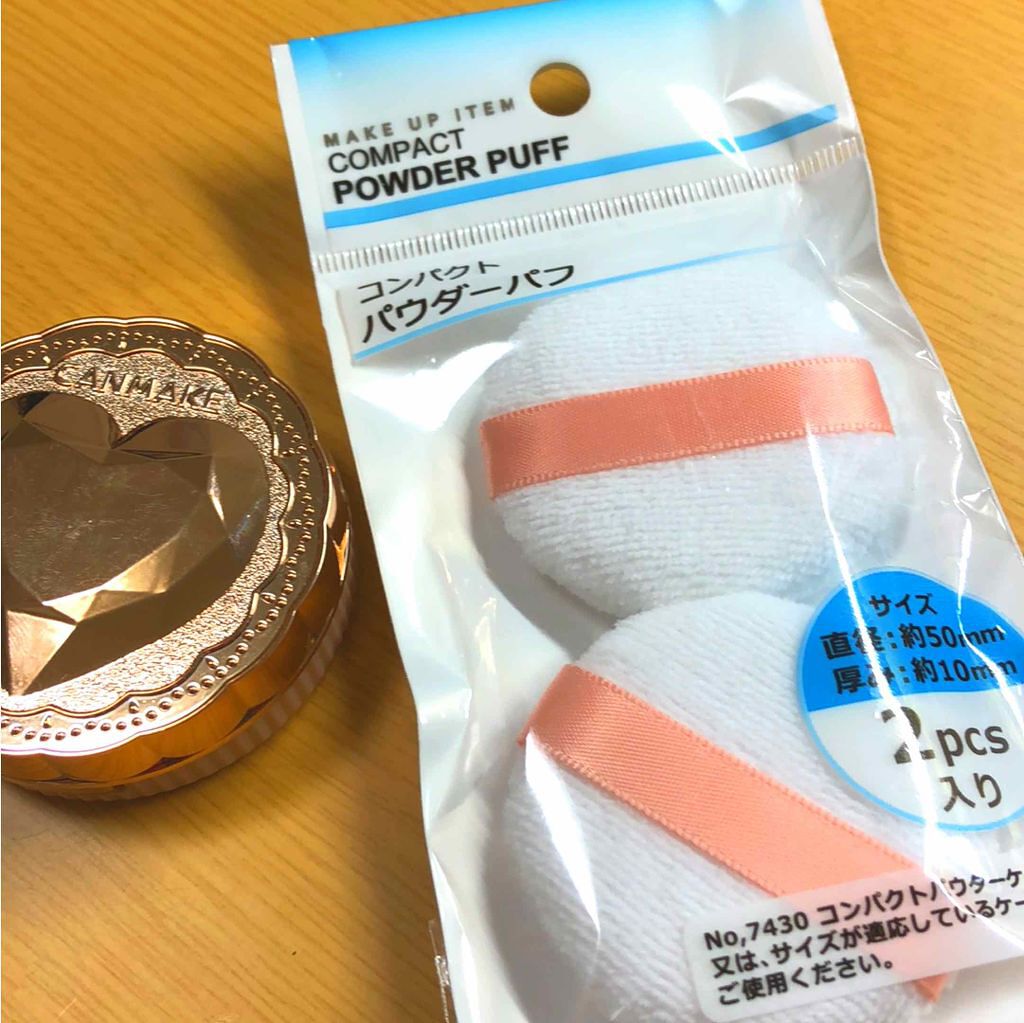 MAKE UP ITEM
COMPACT
POWDER PUFF
コンパクト
パウダーパフ
CANMAKE
サイズ
直径:約50mm
厚み:約10mm
2pcs
入り
No,7430 コンパクトパウダーケ
又は、サイズが適応しているケー
ご使用ください。